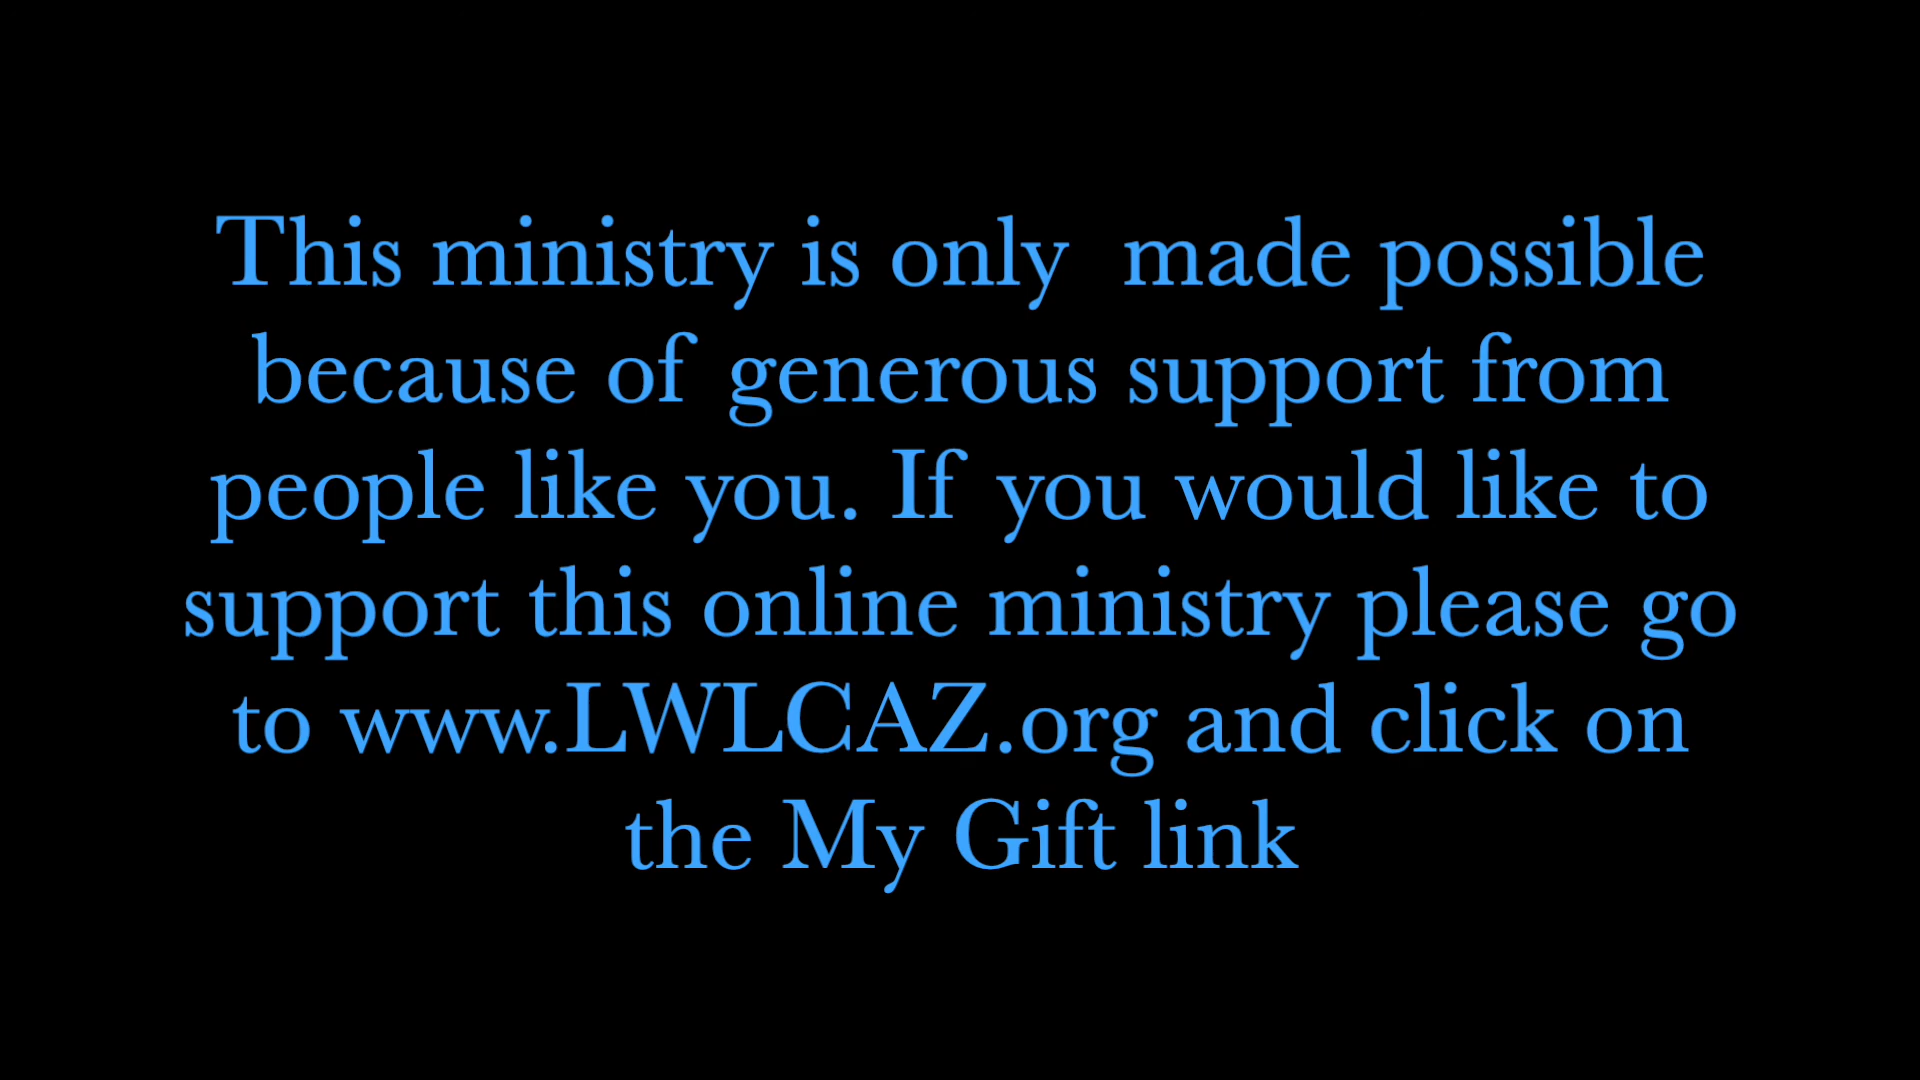 This ministry is only  made possible
because of generous support from
people like you. If you would like to
support this online ministry please go
to www.LWLCAZ.org and click on
the My Gift link